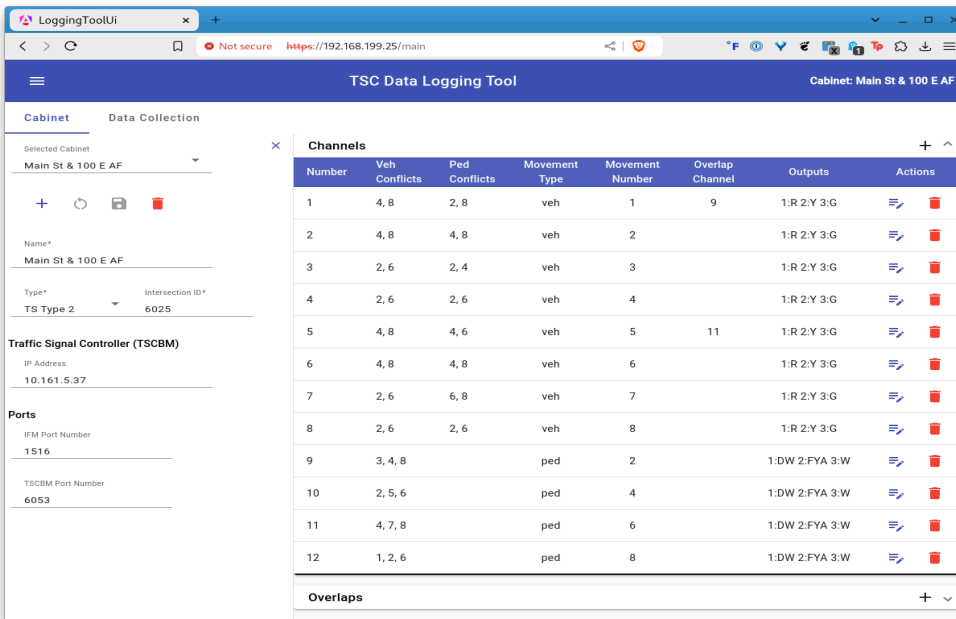 LoggingToolUi
Not secure https://192.168.199.25/main
TSC Data Logging Tool
Cabinet: Main St & 100 E AF
Cabinet Data Collection
Selected Cabinet
Main St & 100 E AF
Name*
Main St & 100 E AF
Type* Intersection ID*
TS Type 2 6025
Traffic Signal Controller (TSCBM)
IP Address
10.161.5.37
Ports
IFM Port Number
1516
TSCBM Port Number
6053
Channels
Number Veh Conflicts Ped Conflicts Movement Type Movement Number Overlap Channel Outputs Actions
1 4, 8 2, 8 veh 1 9 1:R 2:Y 3:G
2 4, 8 4, 8 veh 2 1:R 2:Y 3:G
3 2, 6 2, 4 veh 3 1:R 2:Y 3:G
4 2, 6 2, 6 veh 4 1:R 2:Y 3:G
5 4, 8 4, 6 veh 5 11 1:R 2:Y 3:G
6 4, 8 4, 8 veh 6 1:R 2:Y 3:G
7 2, 6 6, 8 veh 7 1:R 2:Y 3:G
8 2, 6 2, 6 veh 8 1:R 2:Y 3:G
9 3, 4, 8 ped 2 1:DW 2:FYA 3:W
10 2, 5, 6 ped 4 1:DW 2:FYA 3:W
11 4, 7, 8 ped 6 1:DW 2:FYA 3:W
12 1, 2, 6 ped 8 1:DW 2:FYA 3:W
Overlaps